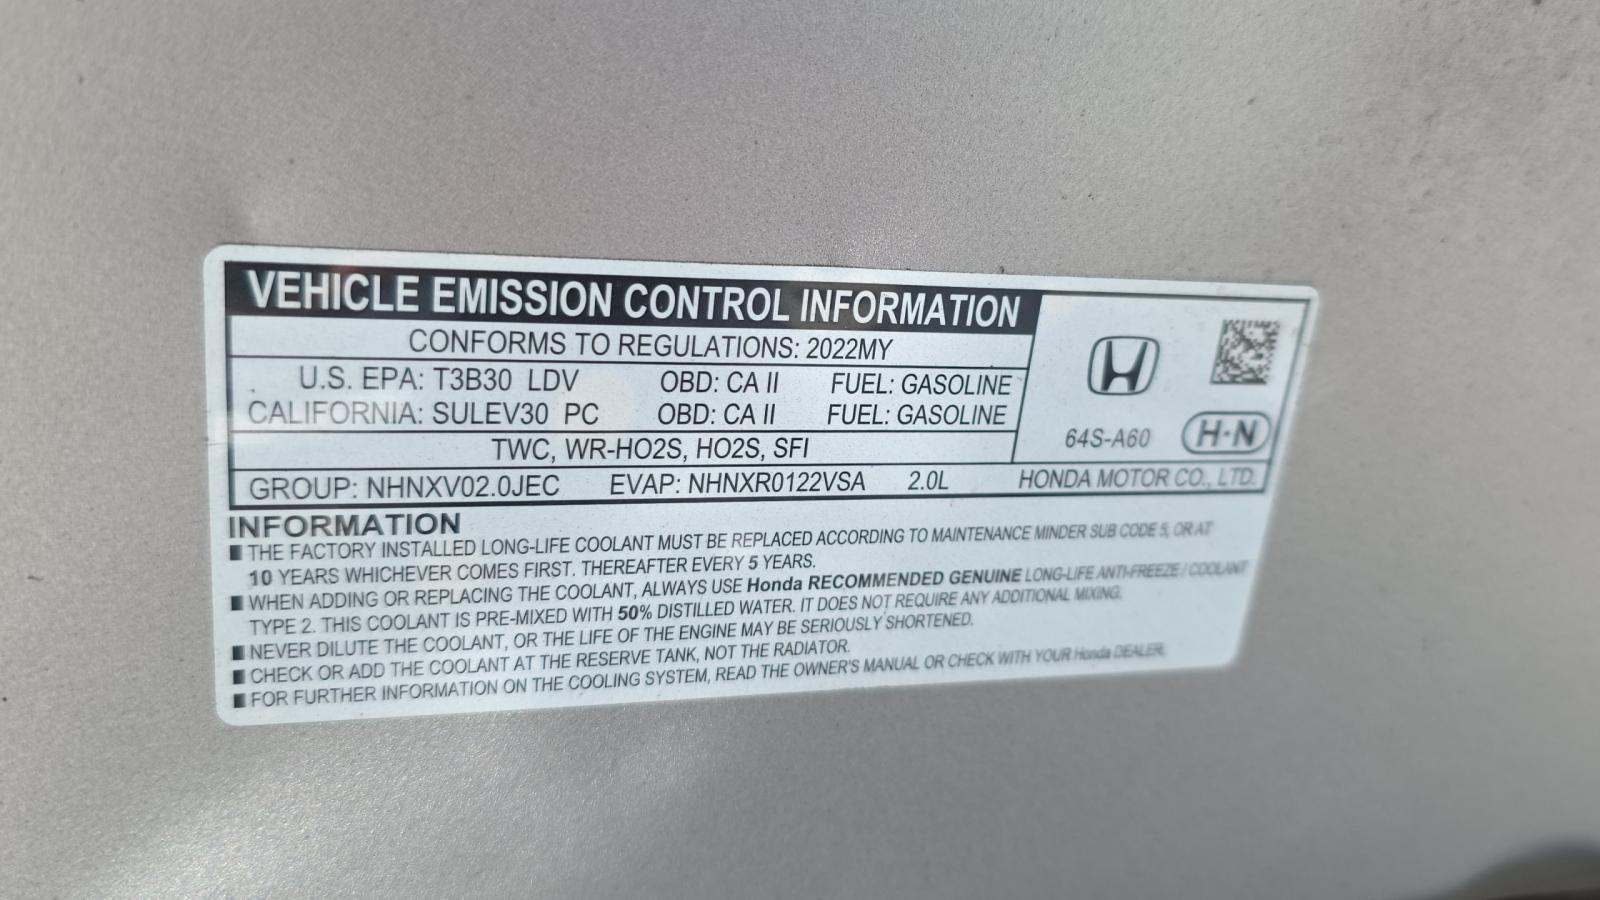 VEHICLE EMISSION CONTROL INFORMATION
CONFORMS TO REGULATIONS: 2022MY
U.S. EPA: T3B30 LDV OBD: CA II FUEL: GASOLINE
CALIFORNIA: SULEV30 PC OBD: CA II FUEL: GASOLINE
64S-A60 H·N
TWC, WR-HO2S, HO2S, SFI
GROUP: NHNXV02.0JEC EVAP: NHNXR0122VSA 2.0L HONDA MOTOR CO., LTD.
INFORMATION
■ THE FACTORY INSTALLED LONG-LIFE COOLANT MUST BE REPLACED ACCORDING TO MAINTENANCE MINDER SUB CODE 5, OR AT
10 YEARS WHICHEVER COMES FIRST. THEREAFTER EVERY 5 YEARS.
■ WHEN ADDING OR REPLACING THE COOLANT, ALWAYS USE Honda RECOMMENDED GENUINE LONG-LIFE ANTI-FREEZE / COOLANT
TYPE 2. THIS COOLANT IS PRE-MIXED WITH 50% DISTILLED WATER. IT DOES NOT REQUIRE ANY ADDITIONAL MIXING.
■ NEVER DILUTE THE COOLANT, OR THE LIFE OF THE ENGINE MAY BE SERIOUSLY SHORTENED.
■ CHECK OR ADD THE COOLANT AT THE RESERVE TANK, NOT THE RADIATOR.
■ FOR FURTHER INFORMATION ON THE COOLING SYSTEM, READ THE OWNER'S MANUAL OR CHECK WITH YOUR Honda DEALER.